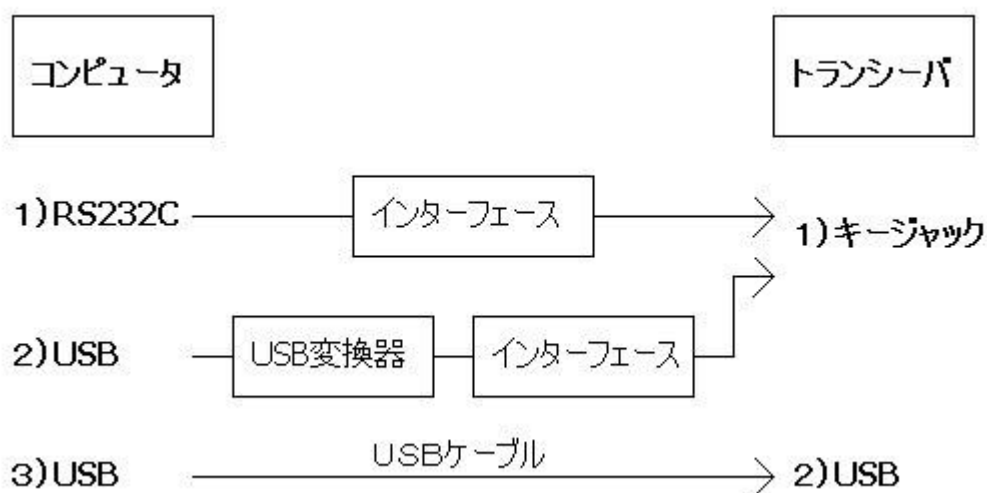 コンピュータ
トランシーバ
1)RS232C
インターフェース
1)キージャック
2)USB
USB変換器
インターフェース
USBケーブル
3)USB
2)USB